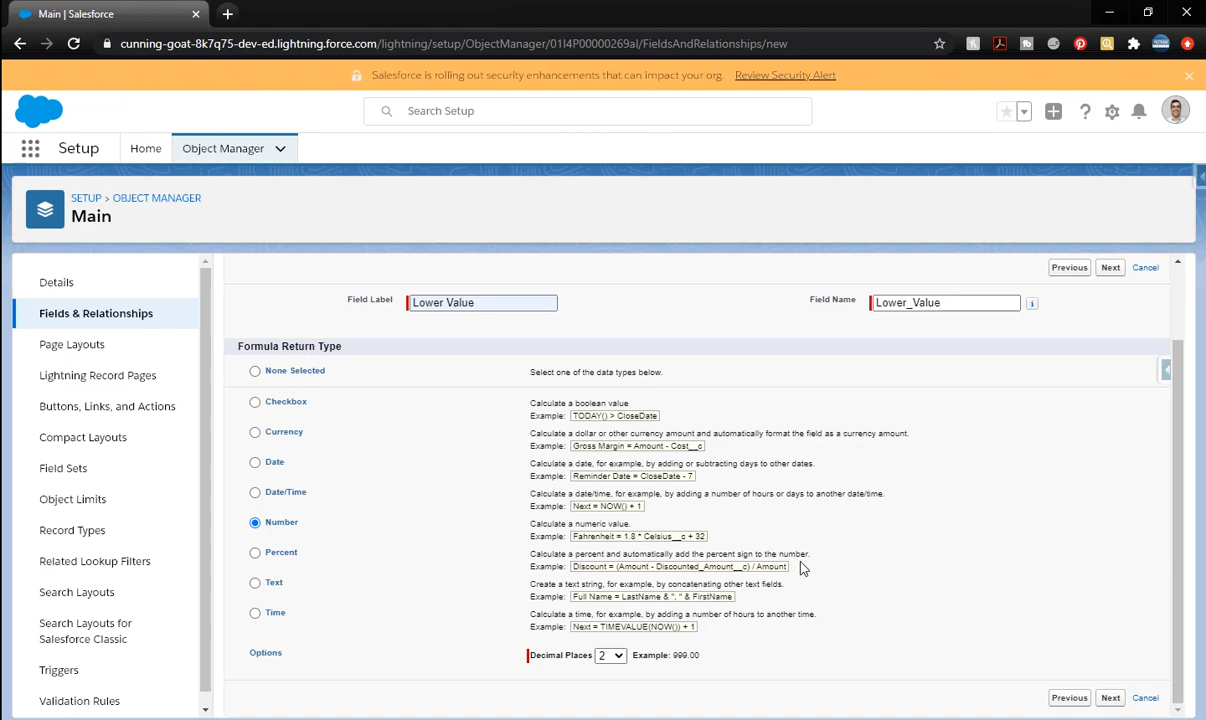 Main | Salesforce
cunning-goat-8k7q75-dev-ed.lightning.force.com/lightning/setup/ObjectManager/01I4P00000269al/FieldsAndRelationships/new
Salesforce is rolling out security enhancements that can impact your org. Review Security Alert
Search Setup
Setup Home Object Manager
SETUP > OBJECT MANAGER
Main
Details
Fields & Relationships
Page Layouts
Lightning Record Pages
Buttons, Links, and Actions
Compact Layouts
Field Sets
Object Limits
Record Types
Related Lookup Filters
Search Layouts
Search Layouts for
Salesforce Classic
Triggers
Validation Rules
Previous Next Cancel
Field Label Lower Value Field Name Lower_Value i
Formula Return Type
None Selected Select one of the data types below.
Checkbox Calculate a boolean value
Example: TODAY() > CloseDate
Currency Calculate a dollar or other currency amount and automatically format the field as a currency amount.
Example: Gross Margin = Amount - Cost__c
Date Calculate a date, for example, by adding or subtracting days to other dates.
Example: Reminder Date = CloseDate - 7
Date/Time Calculate a date/time, for example, by adding a number of hours or days to another date/time.
Example: Next = NOW() + 1
Number Calculate a numeric value.
Example: Fahrenheit = 1.8 * Celsius__c + 32
Percent Calculate a percent and automatically add the percent sign to the number.
Example: Discount = (Amount - Discounted_Amount__c) / Amount
Text Create a text string, for example, by concatenating other text fields.
Example: Full Name = LastName & ", " & FirstName
Time Calculate a time, for example, by adding a number of hours to another time.
Example: Next = TIMEVALUE(NOW()) + 1
Options Decimal Places 2 Example: 999.00
Previous Next Cancel